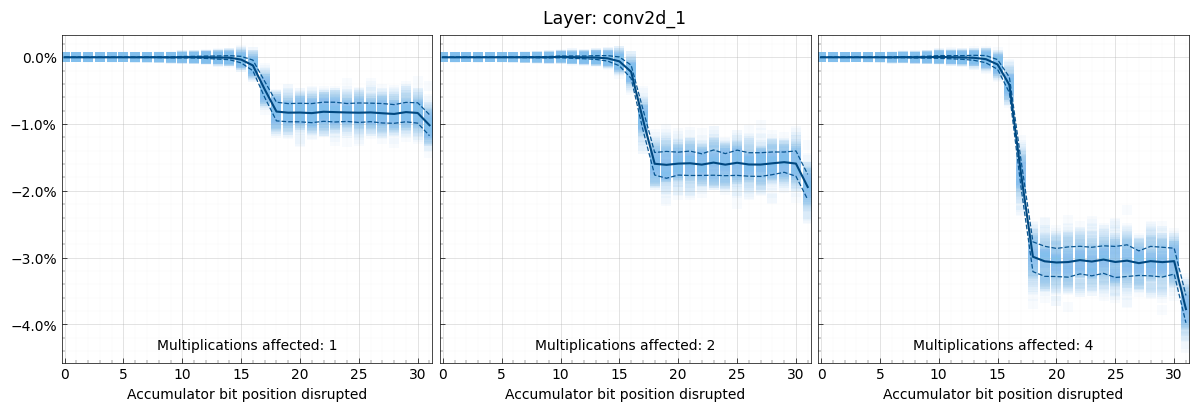 Layer: conv2d_1
0.0%
−1.0%
−2.0%
−3.0%
−4.0%
Multiplications affected: 1
Multiplications affected: 2
Multiplications affected: 4
0 5 10 15 20 25 30
0 5 10 15 20 25 30
0 5 10 15 20 25 30
Accumulator bit position disrupted
Accumulator bit position disrupted
Accumulator bit position disrupted